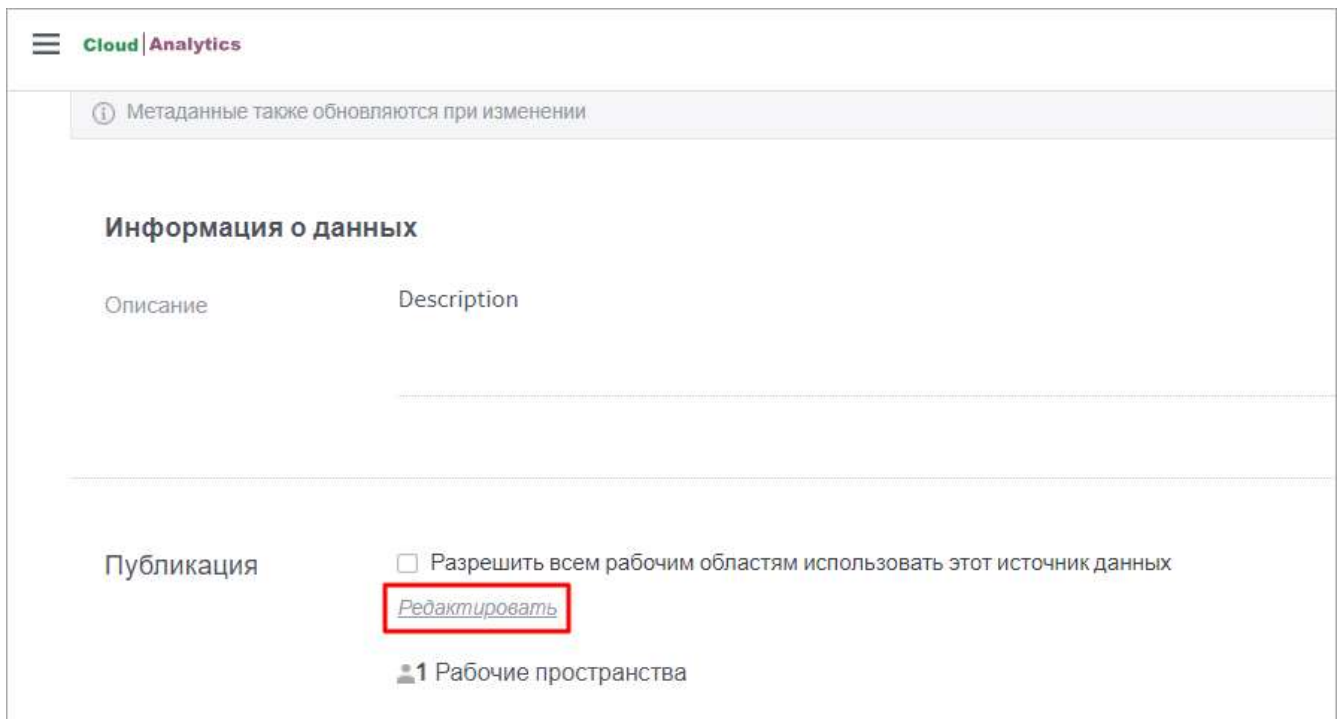 Cloud|Analytics
Метаданные также обновляются при изменении
Информация о данных
Описание Description
Публикация Разрешить всем рабочим областям использовать этот источник данных
Редактировать
1 Рабочие пространства